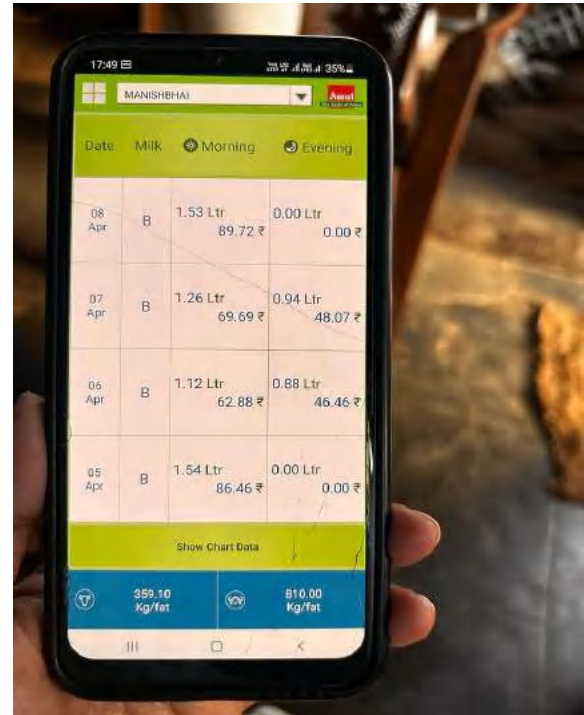 17:49
35%
MANISHBHAI
Amul
Date Milk Morning Evening
08 Apr B 1.53 Ltr 89.72 ₹ 0.00 Ltr 0.00 ₹
07 Apr B 1.26 Ltr 69.69 ₹ 0.94 Ltr 48.07 ₹
06 Apr B 1.12 Ltr 62.88 ₹ 0.88 Ltr 46.46 ₹
05 Apr B 1.54 Ltr 86.46 ₹ 0.00 Ltr 0.00 ₹
Show Chart Data
359.10 Kg/fat 810.00 Kg/fat